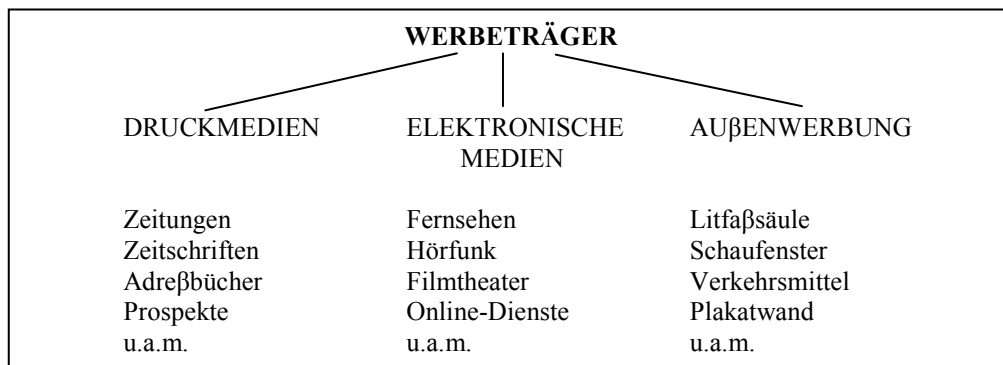 WERBETRÄGER
DRUCKMEDIEN
ELEKTRONISCHE
MEDIEN
AUβENWERBUNG
Zeitungen
Zeitschriften
Adreβbücher
Prospekte
u.a.m.
Fernsehen
Hörfunk
Filmtheater
Online-Dienste
u.a.m.
Litfaβsäule
Schaufenster
Verkehrsmittel
Plakatwand
u.a.m.